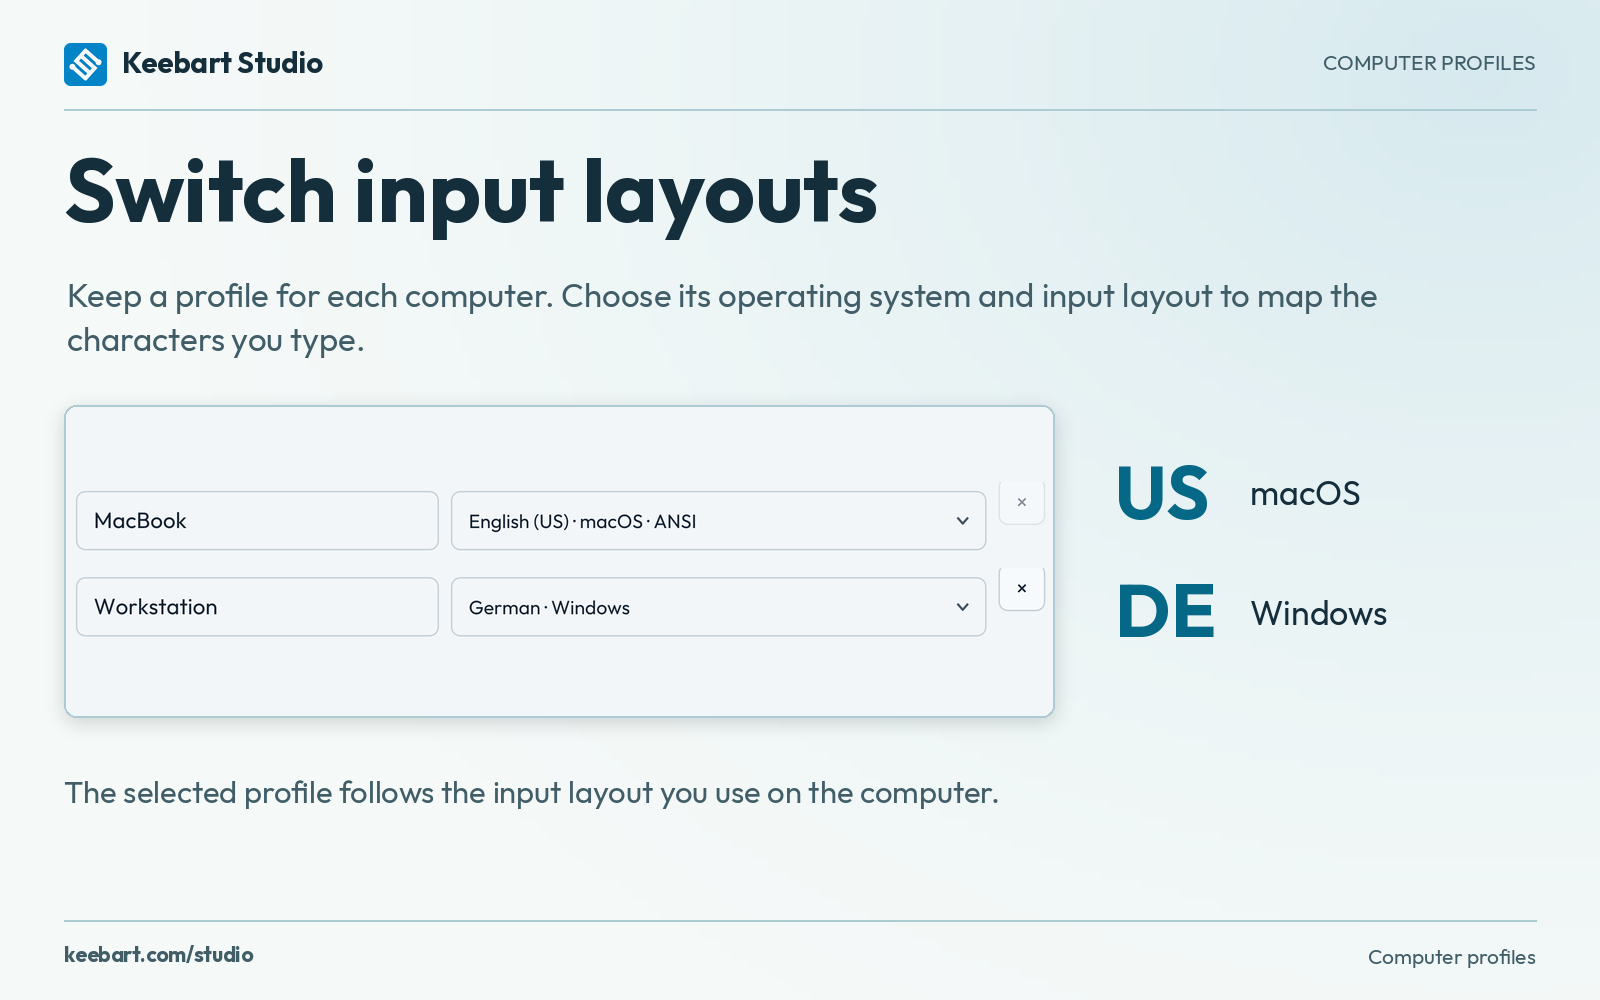 Keebart Studio
COMPUTER PROFILES
Switch input layouts
Keep a profile for each computer. Choose its operating system and input layout to map the
characters you type.
MacBook
English (US) · macOS · ANSI
×
Workstation
German · Windows
×
US macOS
DE Windows
The selected profile follows the input layout you use on the computer.
keebart.com/studio
Computer profiles